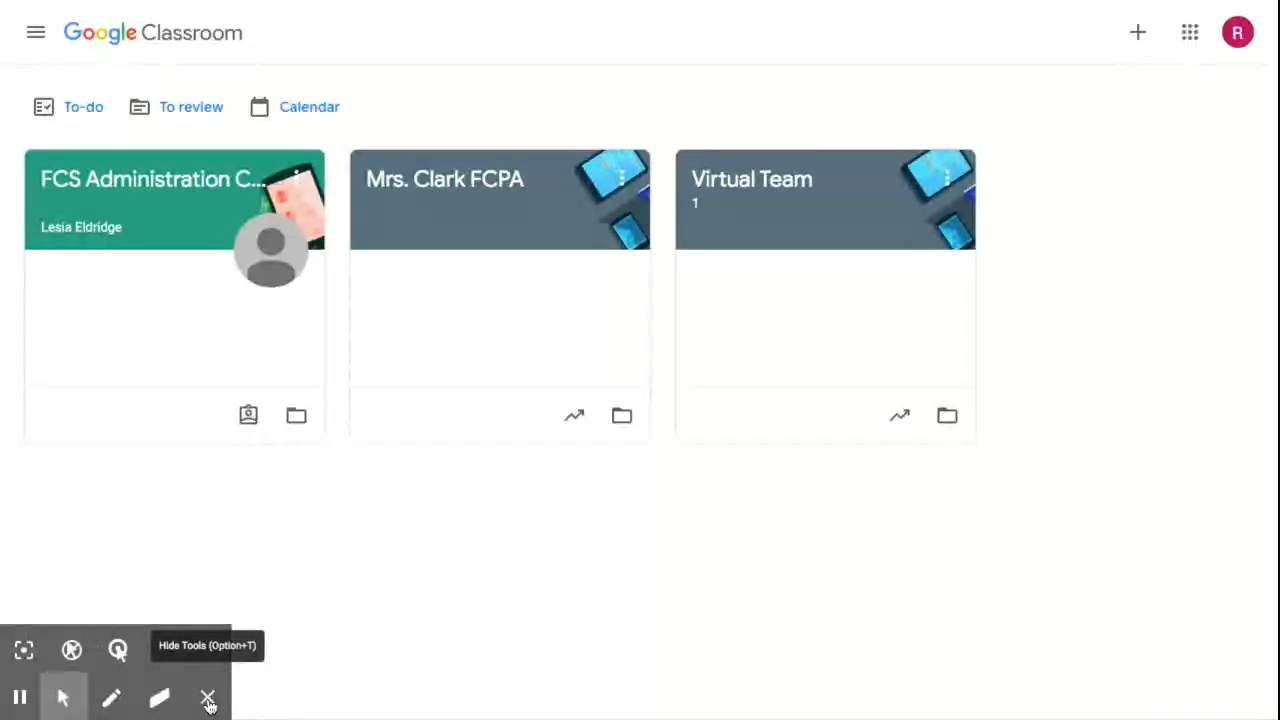 Google Classroom
R
To-do
To review
Calendar
FCS Administration C...
Lesia Eldridge
Mrs. Clark FCPA
Virtual Team
1
Hide Tools (Option+T)